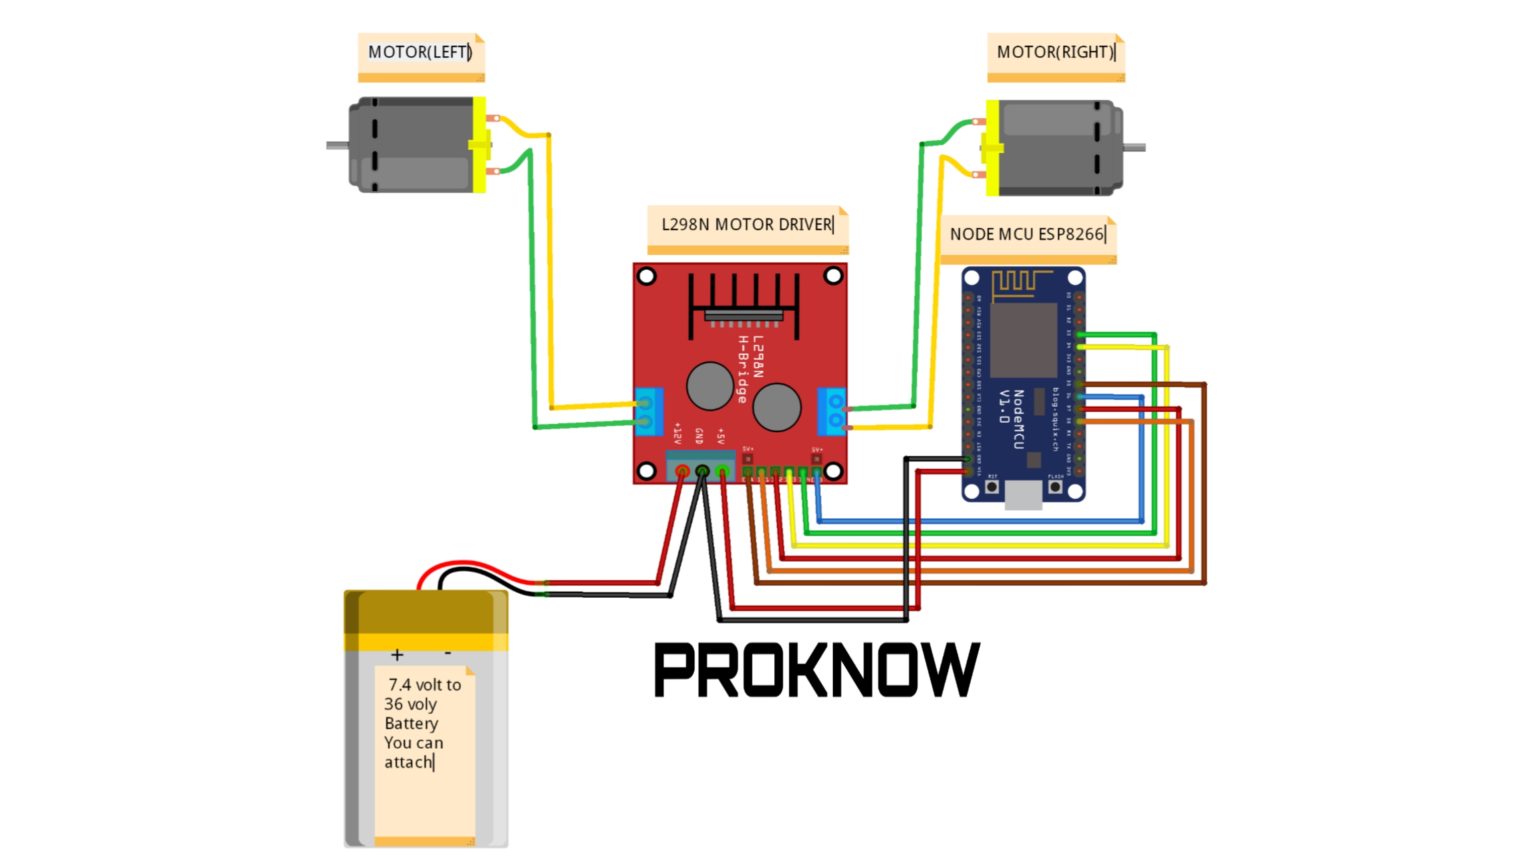 MOTOR(LEFT)
MOTOR(RIGHT)
L298N MOTOR DRIVER
NODE MCU ESP8266
L298N
H-Bridge
+12V
GND
+5V
5V+
5V+
blog.squix.ch
NodeMCU
V1.0
RST
FLASH
+ -
7.4 volt to
36 voly
Battery
You can
attach
PROKNOW